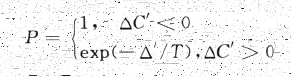 P = { 1, ΔC′ ≤ 0
exp(−Δ′/T), ΔC′ > 0